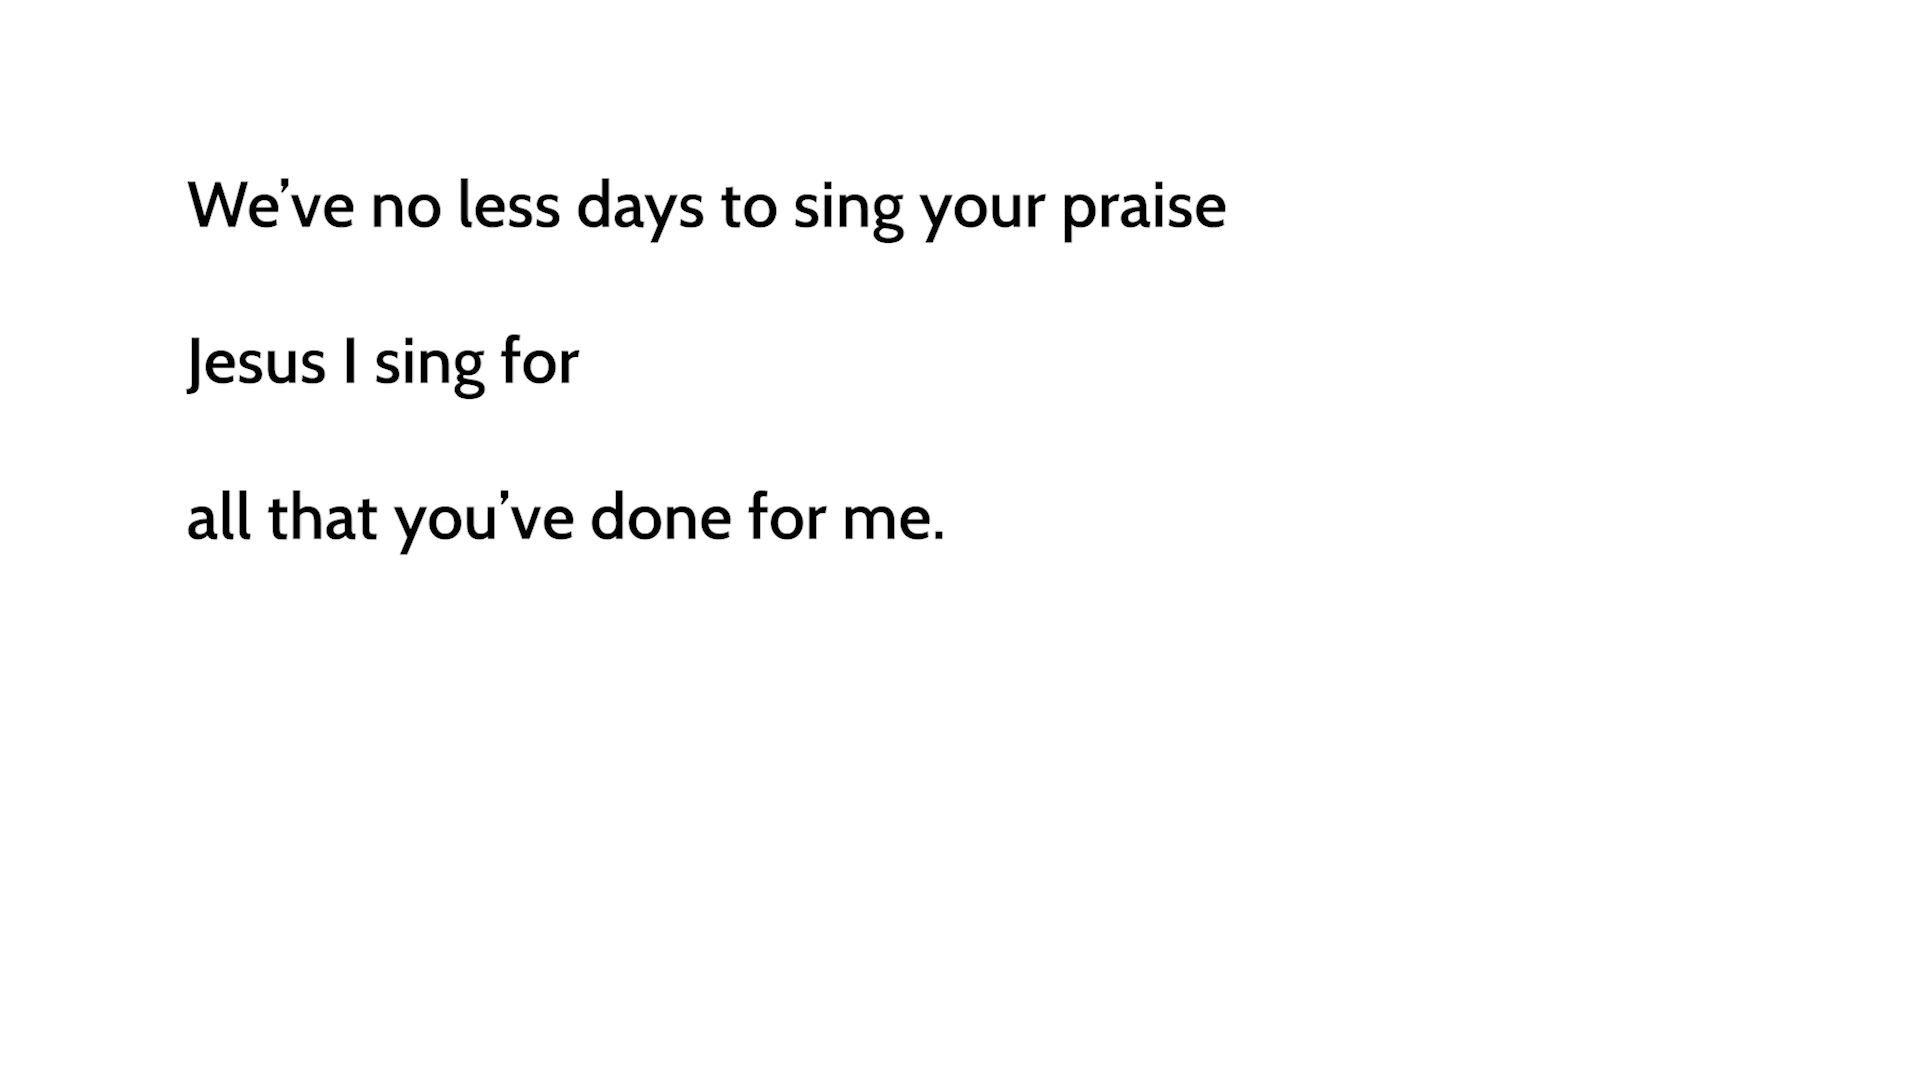 We’ve no less days to sing your praise
Jesus I sing for
all that you’ve done for me.